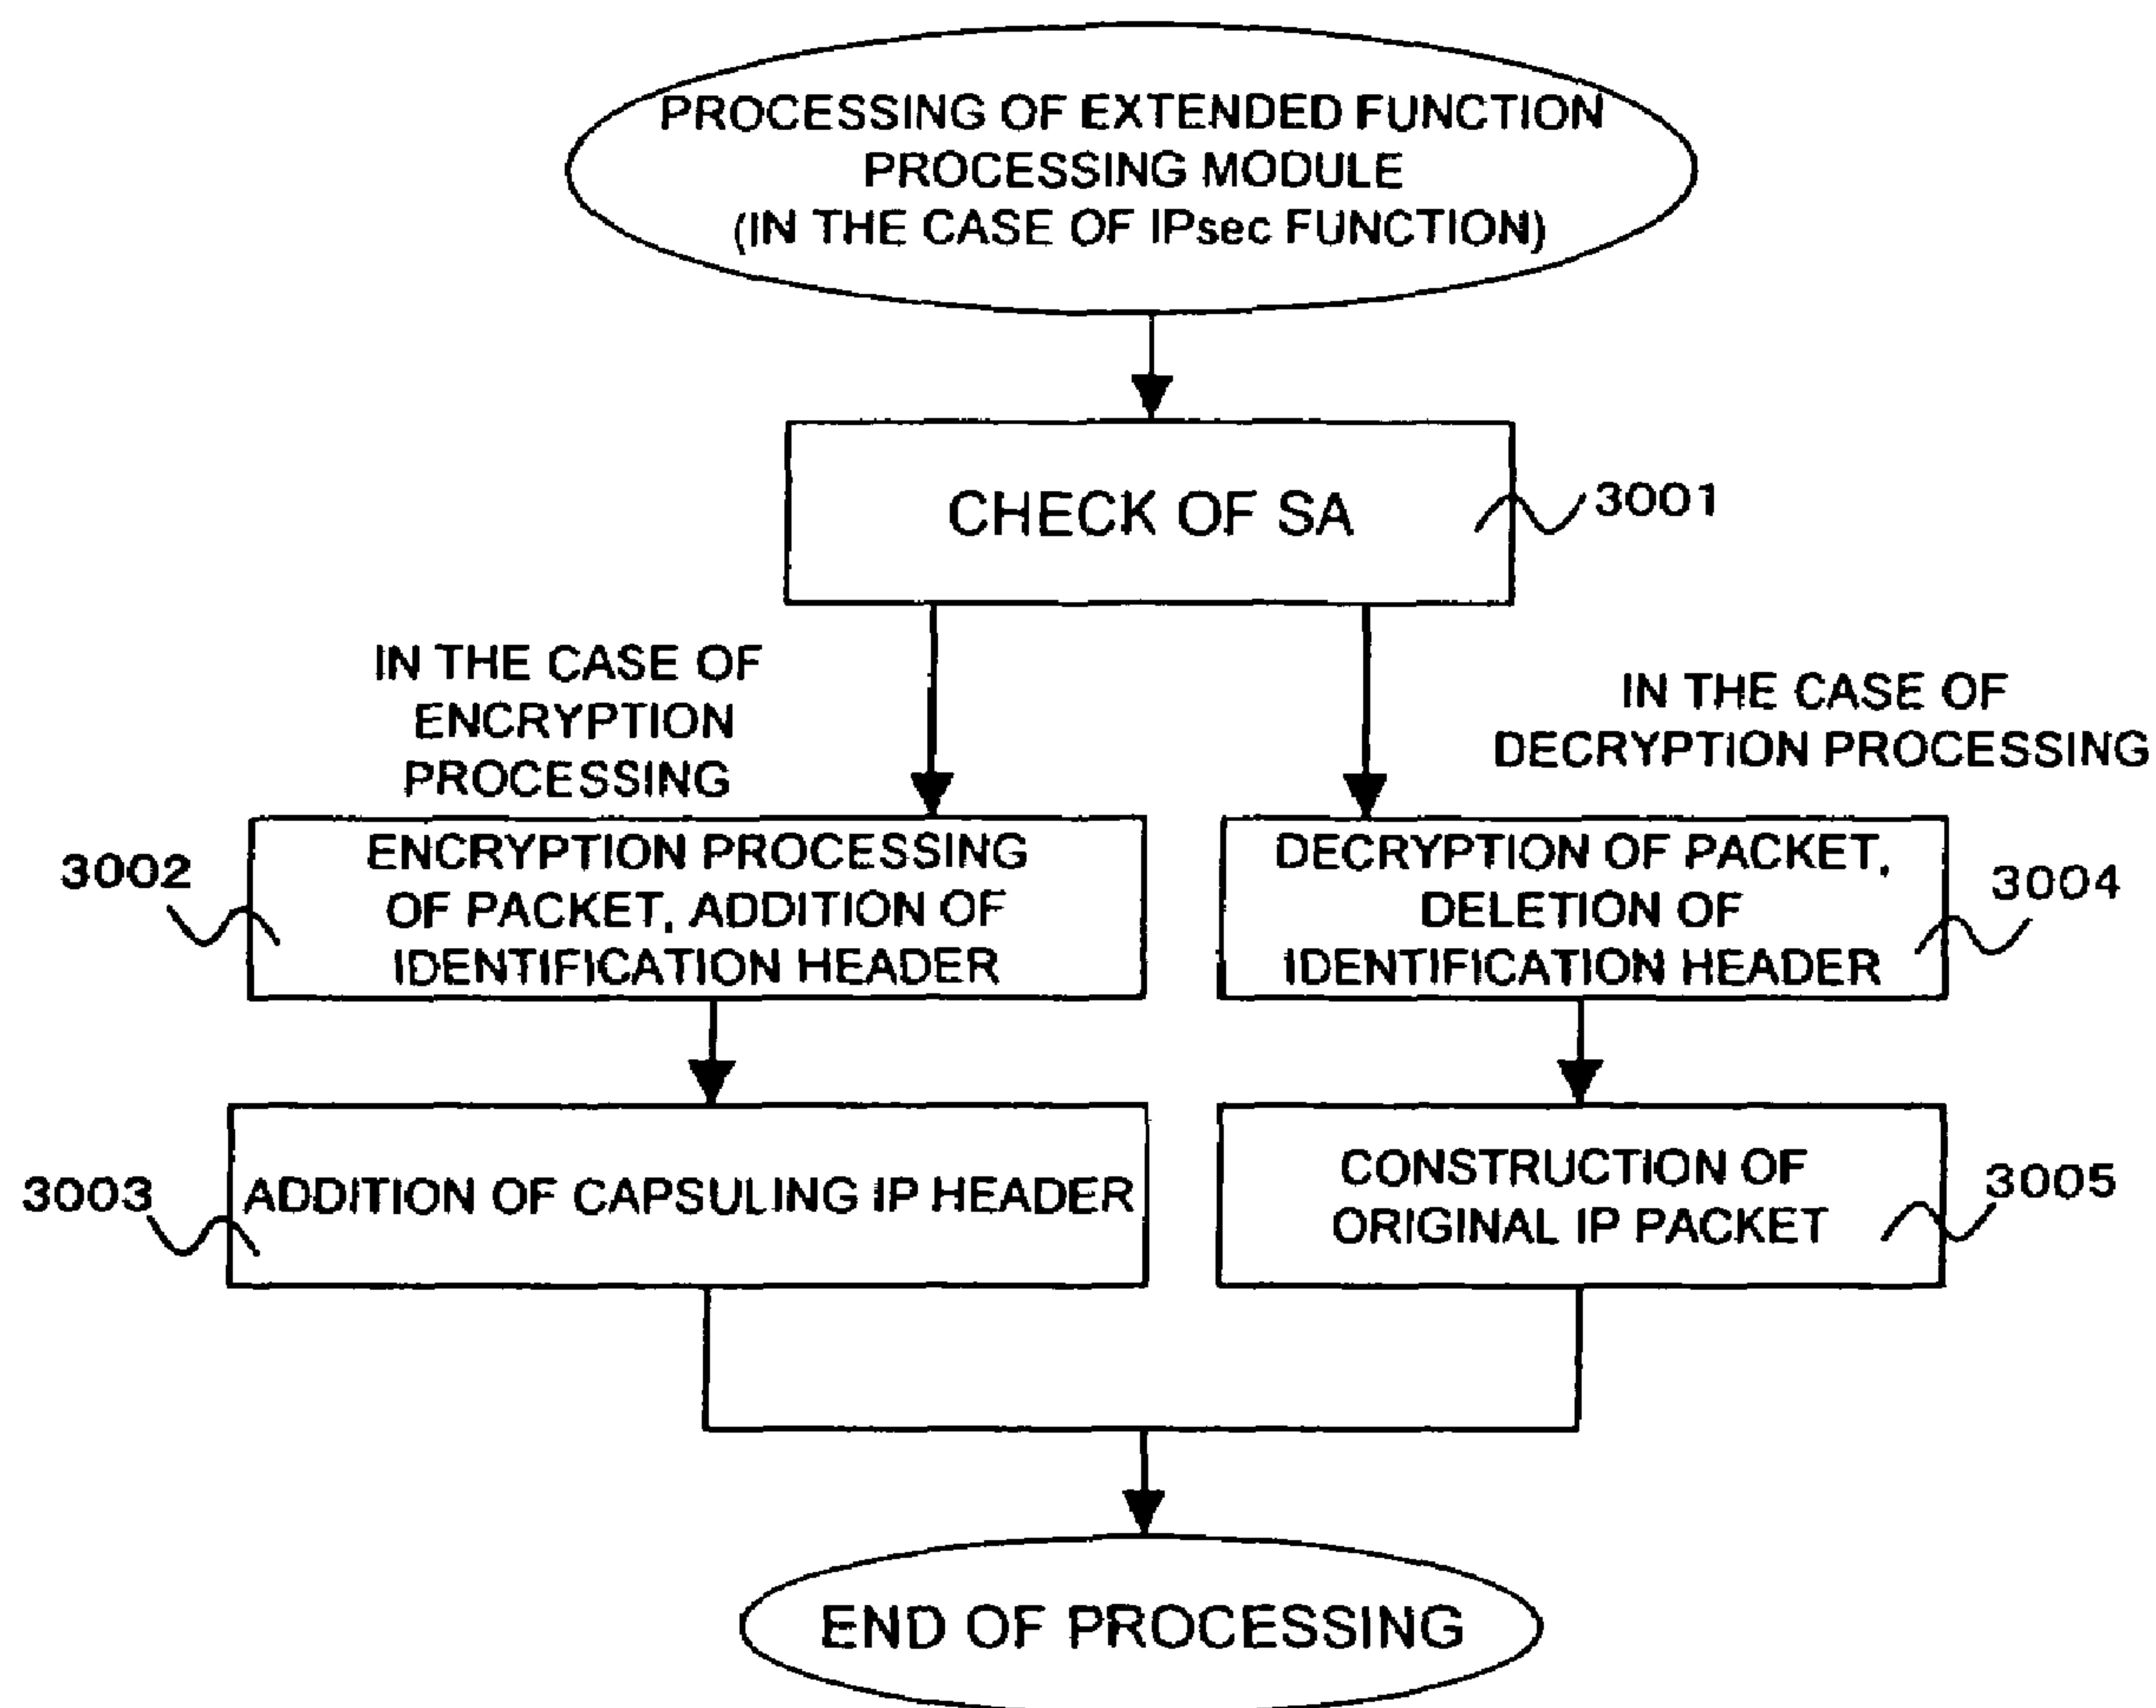 PROCESSING OF EXTENDED FUNCTION
PROCESSING MODULE
(IN THE CASE OF IPsec FUNCTION)
CHECK OF SA
3001
IN THE CASE OF
ENCRYPTION
PROCESSING
IN THE CASE OF
DECRYPTION PROCESSING
3002
ENCRYPTION PROCESSING
OF PACKET, ADDITION OF
IDENTIFICATION HEADER
DECRYPTION OF PACKET,
DELETION OF
IDENTIFICATION HEADER
3004
3003
ADDITION OF CAPSULING IP HEADER
CONSTRUCTION OF
ORIGINAL IP PACKET
3005
END OF PROCESSING